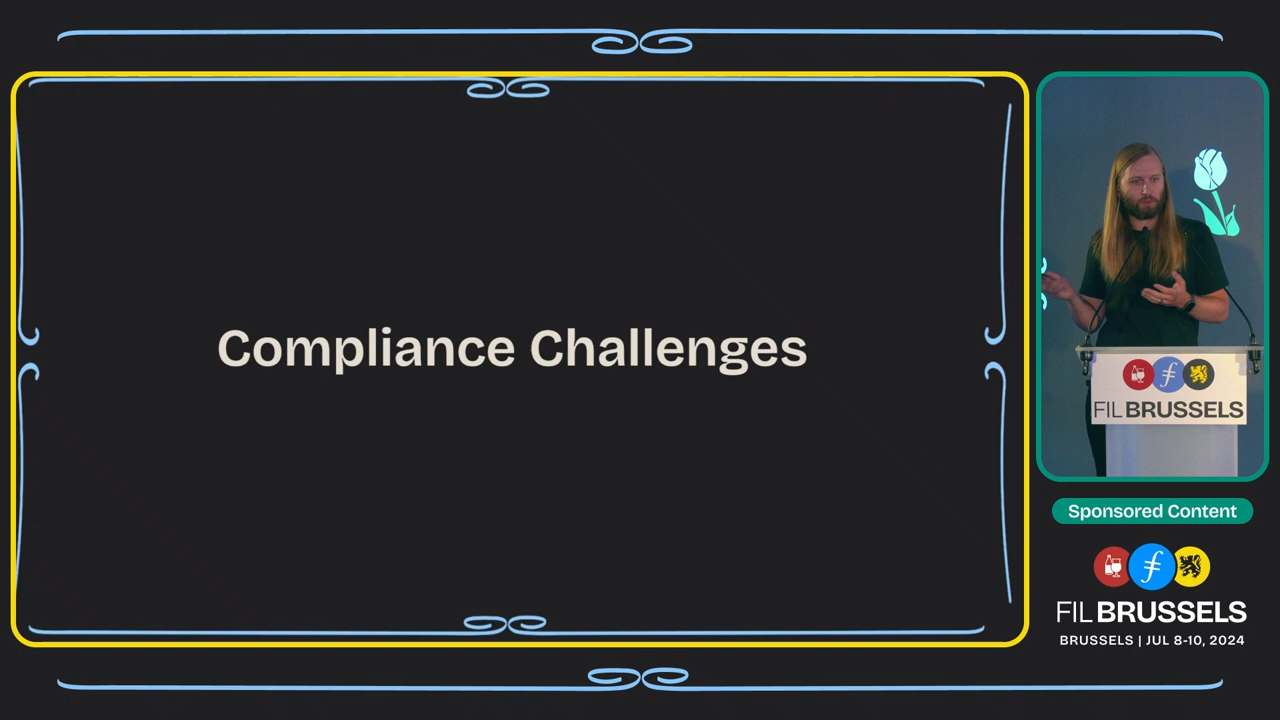 Compliance Challenges
FIL BRUSSELS
Sponsored Content
FIL BRUSSELS
BRUSSELS | JUL 8-10, 2024